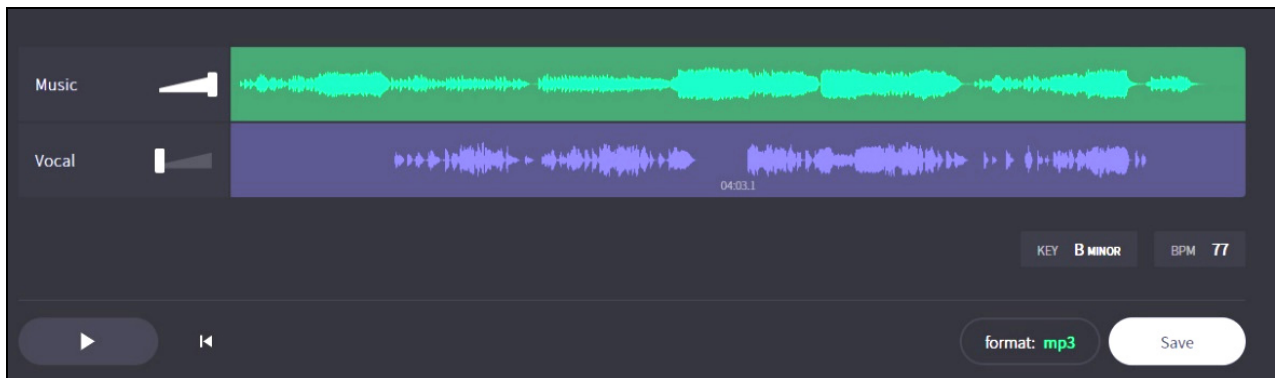 Music
Vocal
04:03.1
KEY B MINOR BPM 77
format: mp3 Save